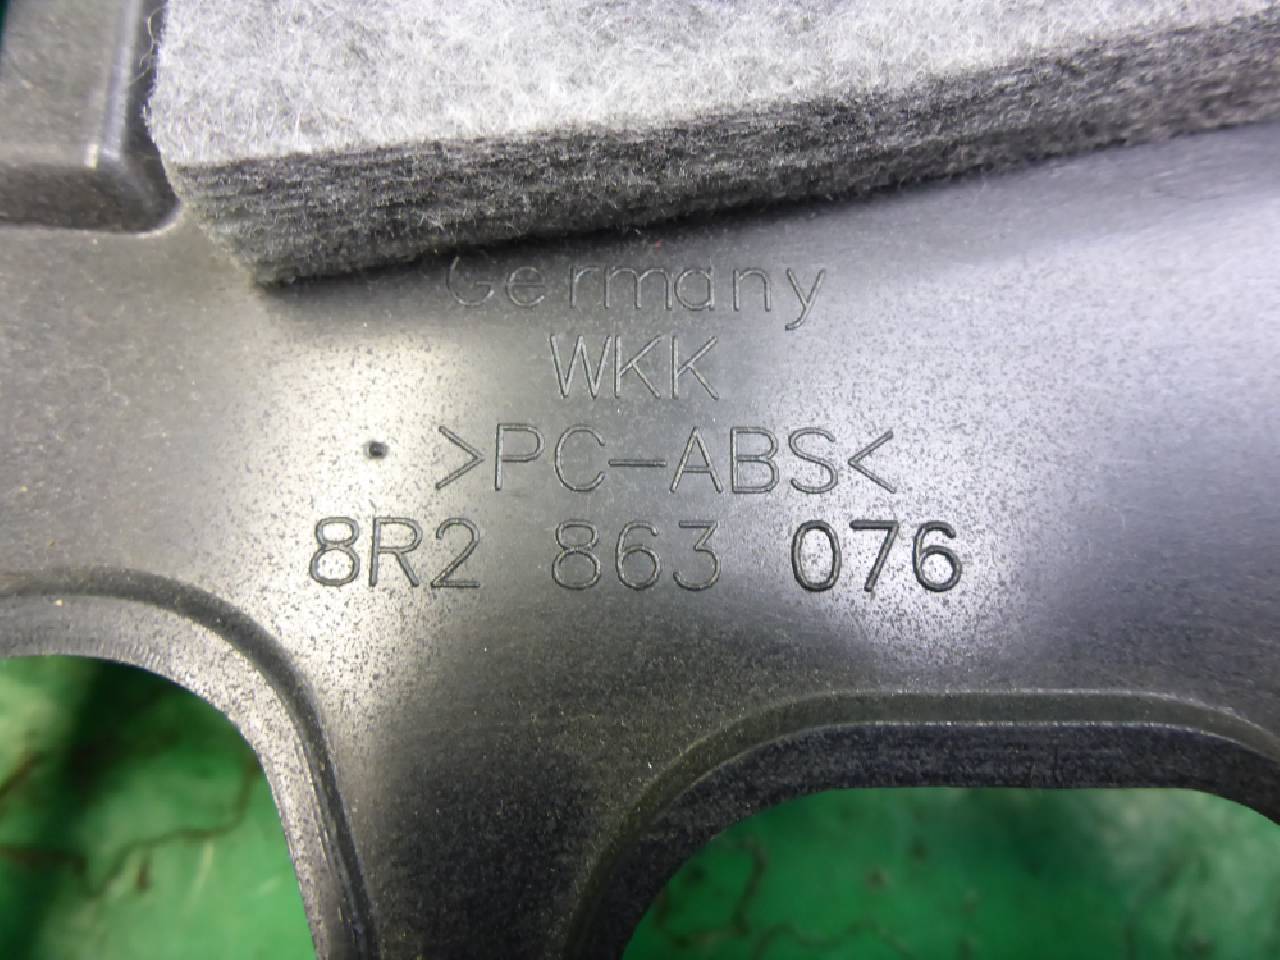 Germany
WKK
>PC-ABS<
8R2 863 076